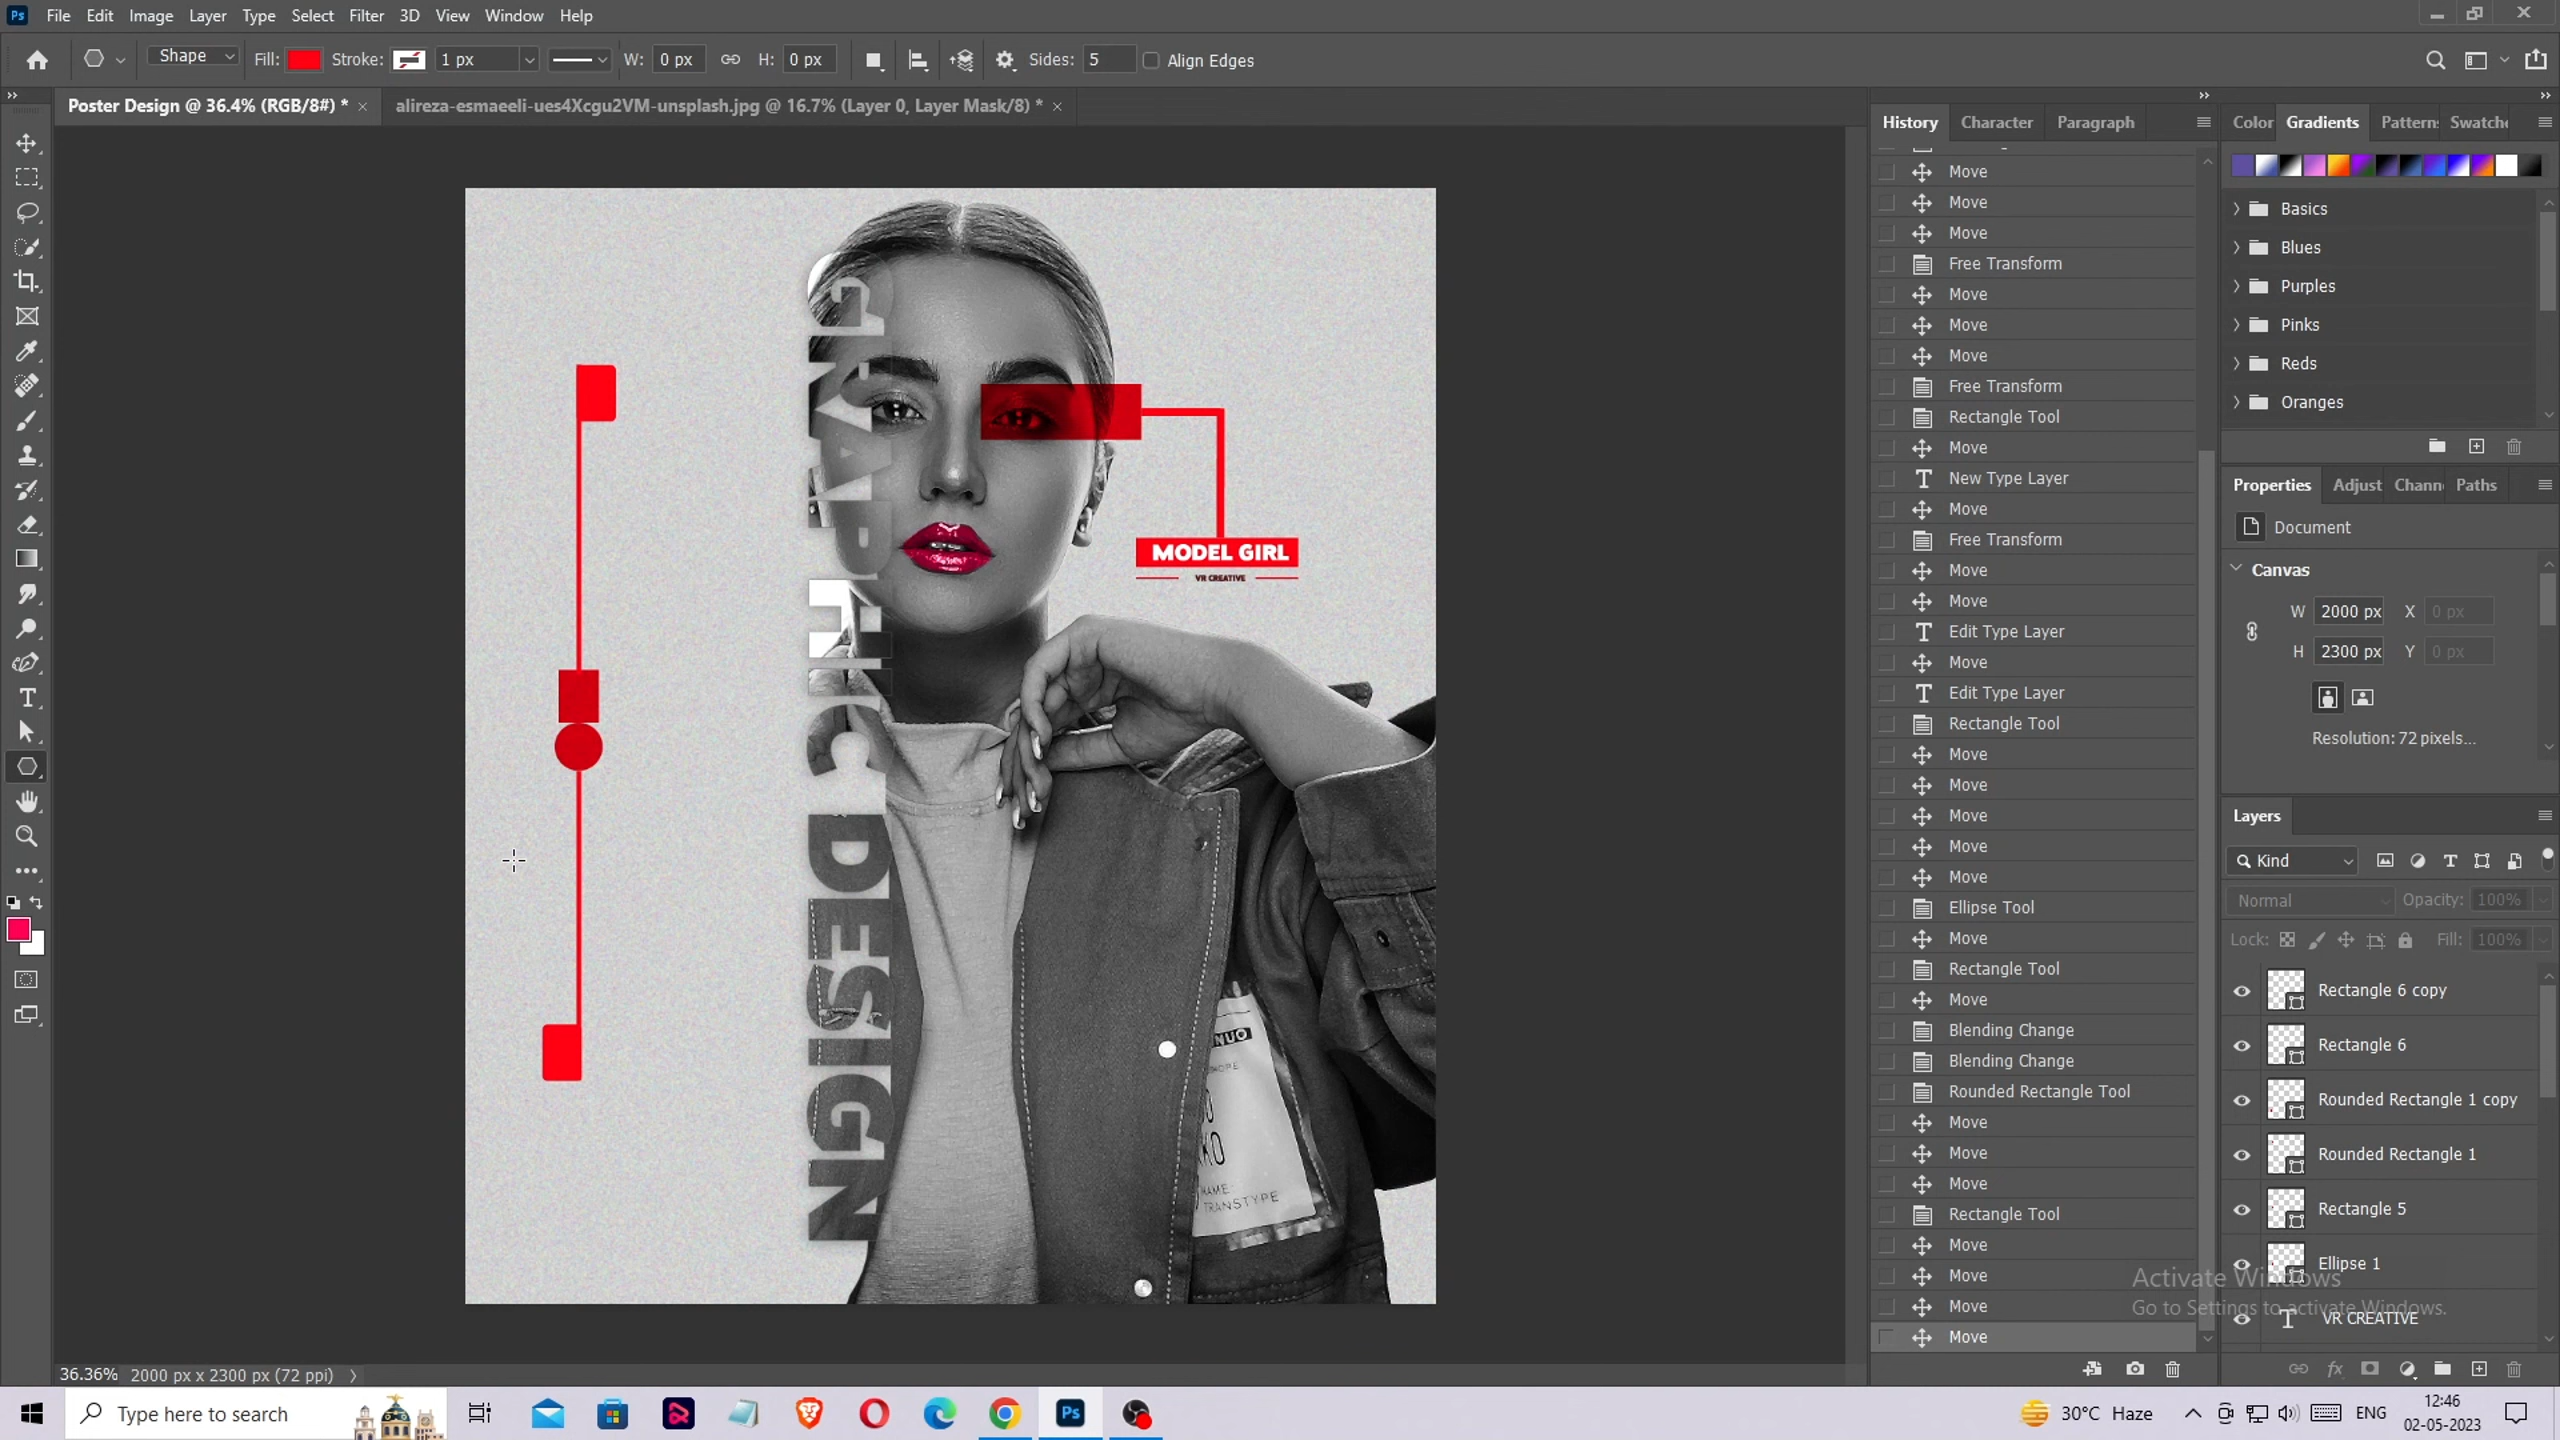 Ps File Edit Image Layer Type Select Filter 3D View Window Help
Shape Fill: Stroke: 1 px W: 0 px H: 0 px Sides: 5 Align Edges
Poster Design @ 36.4% (RGB/8#) * × alireza-esmaeeli-ues4Xcgu2VM-unsplash.jpg @ 16.7% (Layer 0, Layer Mask/8) * ×
GRAPHIC DESIGN
MODEL GIRL
VR CREATIVE
NUO
KO
NAME
TRANSTYPE
History Character Paragraph
Move
Move
Move
Free Transform
Move
Move
Move
Free Transform
Rectangle Tool
Move
New Type Layer
Move
Free Transform
Move
Move
Edit Type Layer
Move
Edit Type Layer
Rectangle Tool
Move
Move
Move
Move
Move
Ellipse Tool
Move
Rectangle Tool
Move
Blending Change
Blending Change
Rounded Rectangle Tool
Move
Move
Move
Rectangle Tool
Move
Move
Move
Move
Color Gradients Patterns Swatche
Basics
Blues
Purples
Pinks
Reds
Oranges
Properties Adjust Chann Paths
Document
Canvas
W 2000 px X 0 px
H 2300 px Y 0 px
Resolution: 72 pixels...
Layers
Kind
Normal Opacity: 100%
Lock: Fill: 100%
Rectangle 6 copy
Rectangle 6
Rounded Rectangle 1 copy
Rounded Rectangle 1
Rectangle 5
Ellipse 1
VR CREATIVE
Activate Windows
Go to Settings to activate Windows.
36.36% 2000 px x 2300 px (72 ppi)
Type here to search
Ps
30°C Haze
ENG
12:46
02-05-2023